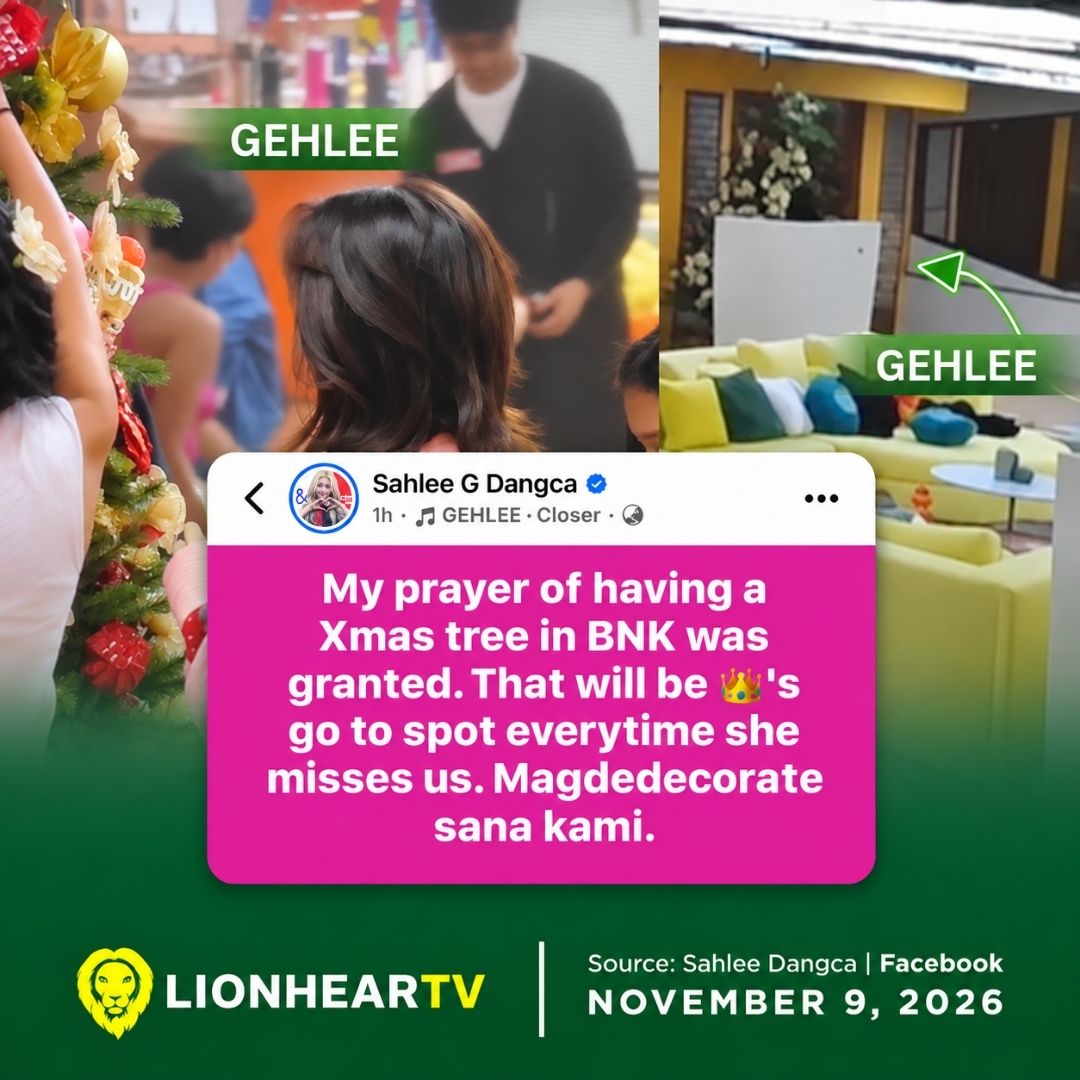 GEHLEE
GEHLEE
Sahlee G Dangca
1h · GEHLEE · Closer ·
My prayer of having a
Xmas tree in BNK was
granted. That will be 👑's
go to spot everytime she
misses us. Magdedecorate
sana kami.
LIONHEARTV
Source: Sahlee Dangca | Facebook
NOVEMBER 9, 2026